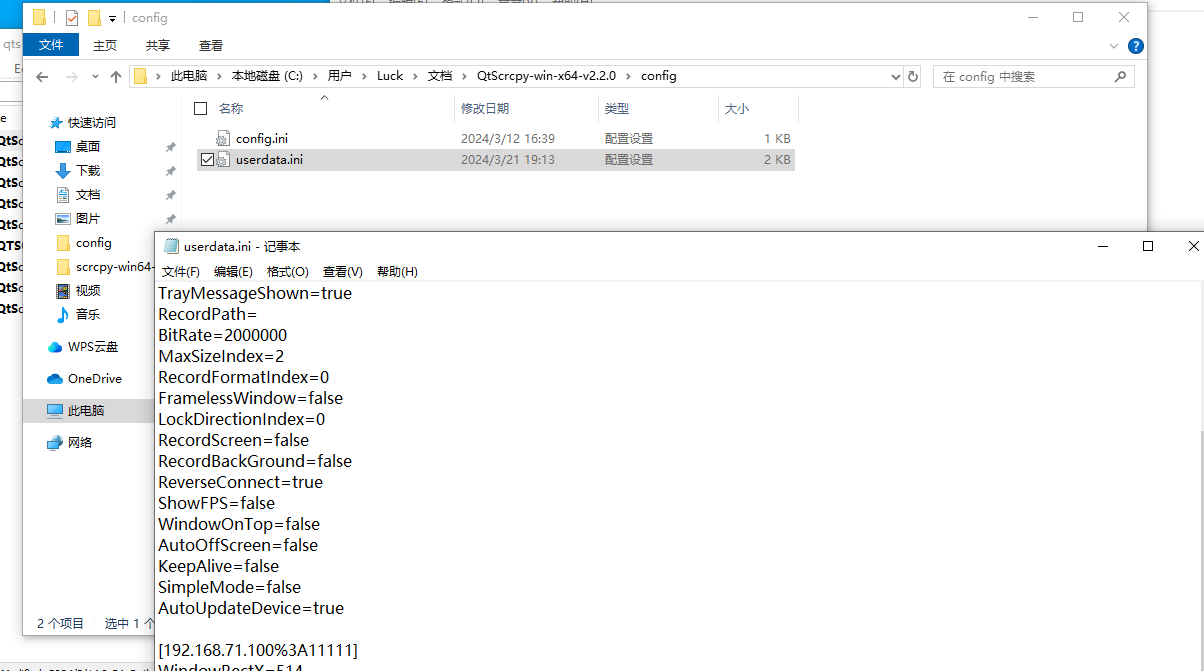 config
文件
主页
共享
查看
此电脑 › 本地磁盘 (C:) › 用户 › Luck › 文档 › QtScrcpy-win-x64-v2.2.0 › config
在 config 中搜索
名称 修改日期 类型 大小
config.ini 2024/3/12 16:39 配置设置 1 KB
userdata.ini 2024/3/21 19:13 配置设置 2 KB
快速访问
桌面
下载
文档
图片
config
scrcpy-win64-
视频
音乐
WPS云盘
OneDrive
此电脑
网络
2 个项目 选中 1 个
userdata.ini - 记事本
文件(F) 编辑(E) 格式(O) 查看(V) 帮助(H)
TrayMessageShown=true
RecordPath=
BitRate=2000000
MaxSizeIndex=2
RecordFormatIndex=0
FramelessWindow=false
LockDirectionIndex=0
RecordScreen=false
RecordBackGround=false
ReverseConnect=true
ShowFPS=false
WindowOnTop=false
AutoOffScreen=false
KeepAlive=false
SimpleMode=false
AutoUpdateDevice=true
[192.168.71.100%3A11111]
WindowRectX=514